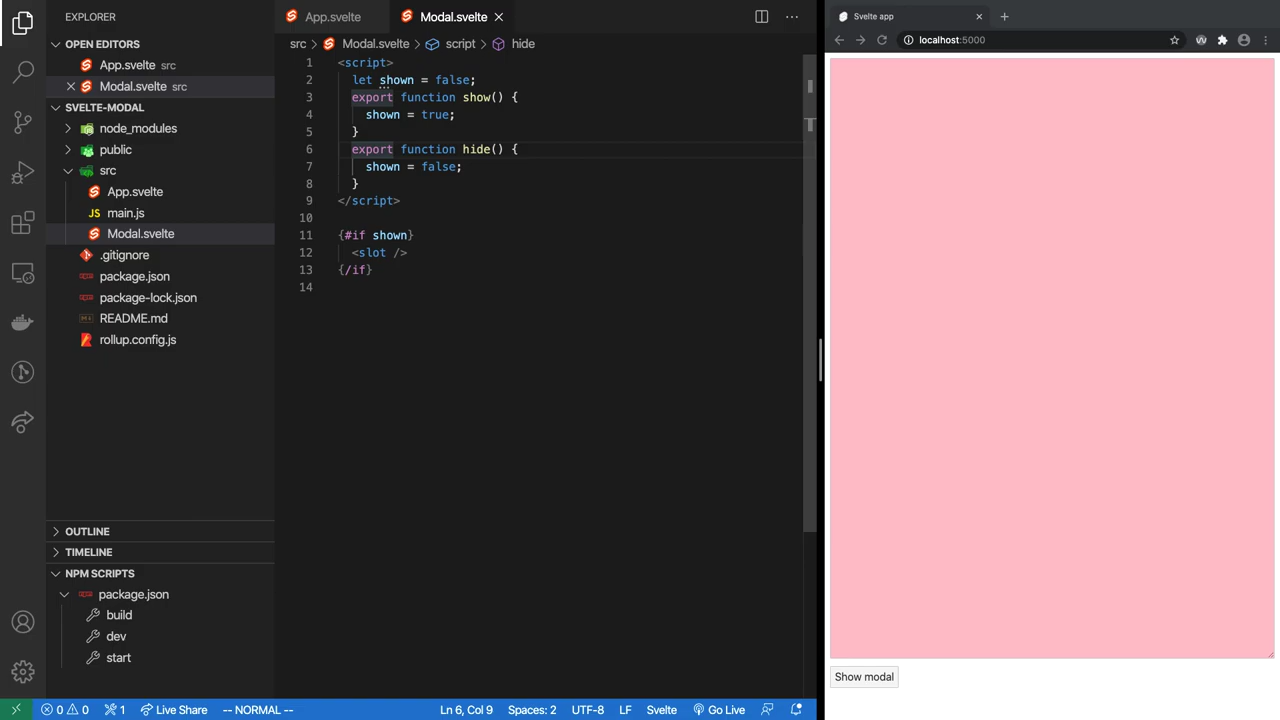 EXPLORER
OPEN EDITORS
App.svelte src
Modal.svelte src
SVELTE-MODAL
node_modules
public
src
App.svelte
JS main.js
Modal.svelte
.gitignore
package.json
package-lock.json
README.md
rollup.config.js
OUTLINE
TIMELINE
NPM SCRIPTS
package.json
build
dev
start
App.svelte
Modal.svelte
src > Modal.svelte > script > hide
1 <script>
2 let shown = false;
3 export function show() {
4 shown = true;
5 }
6 export function hide() {
7 shown = false;
8 }
9 </script>
10
11 {#if shown}
12 <slot />
13 {/if}
14
0 0 1 Live Share -- NORMAL -- Ln 6, Col 9 Spaces: 2 UTF-8 LF Svelte Go Live
Svelte app
localhost:5000
Show modal